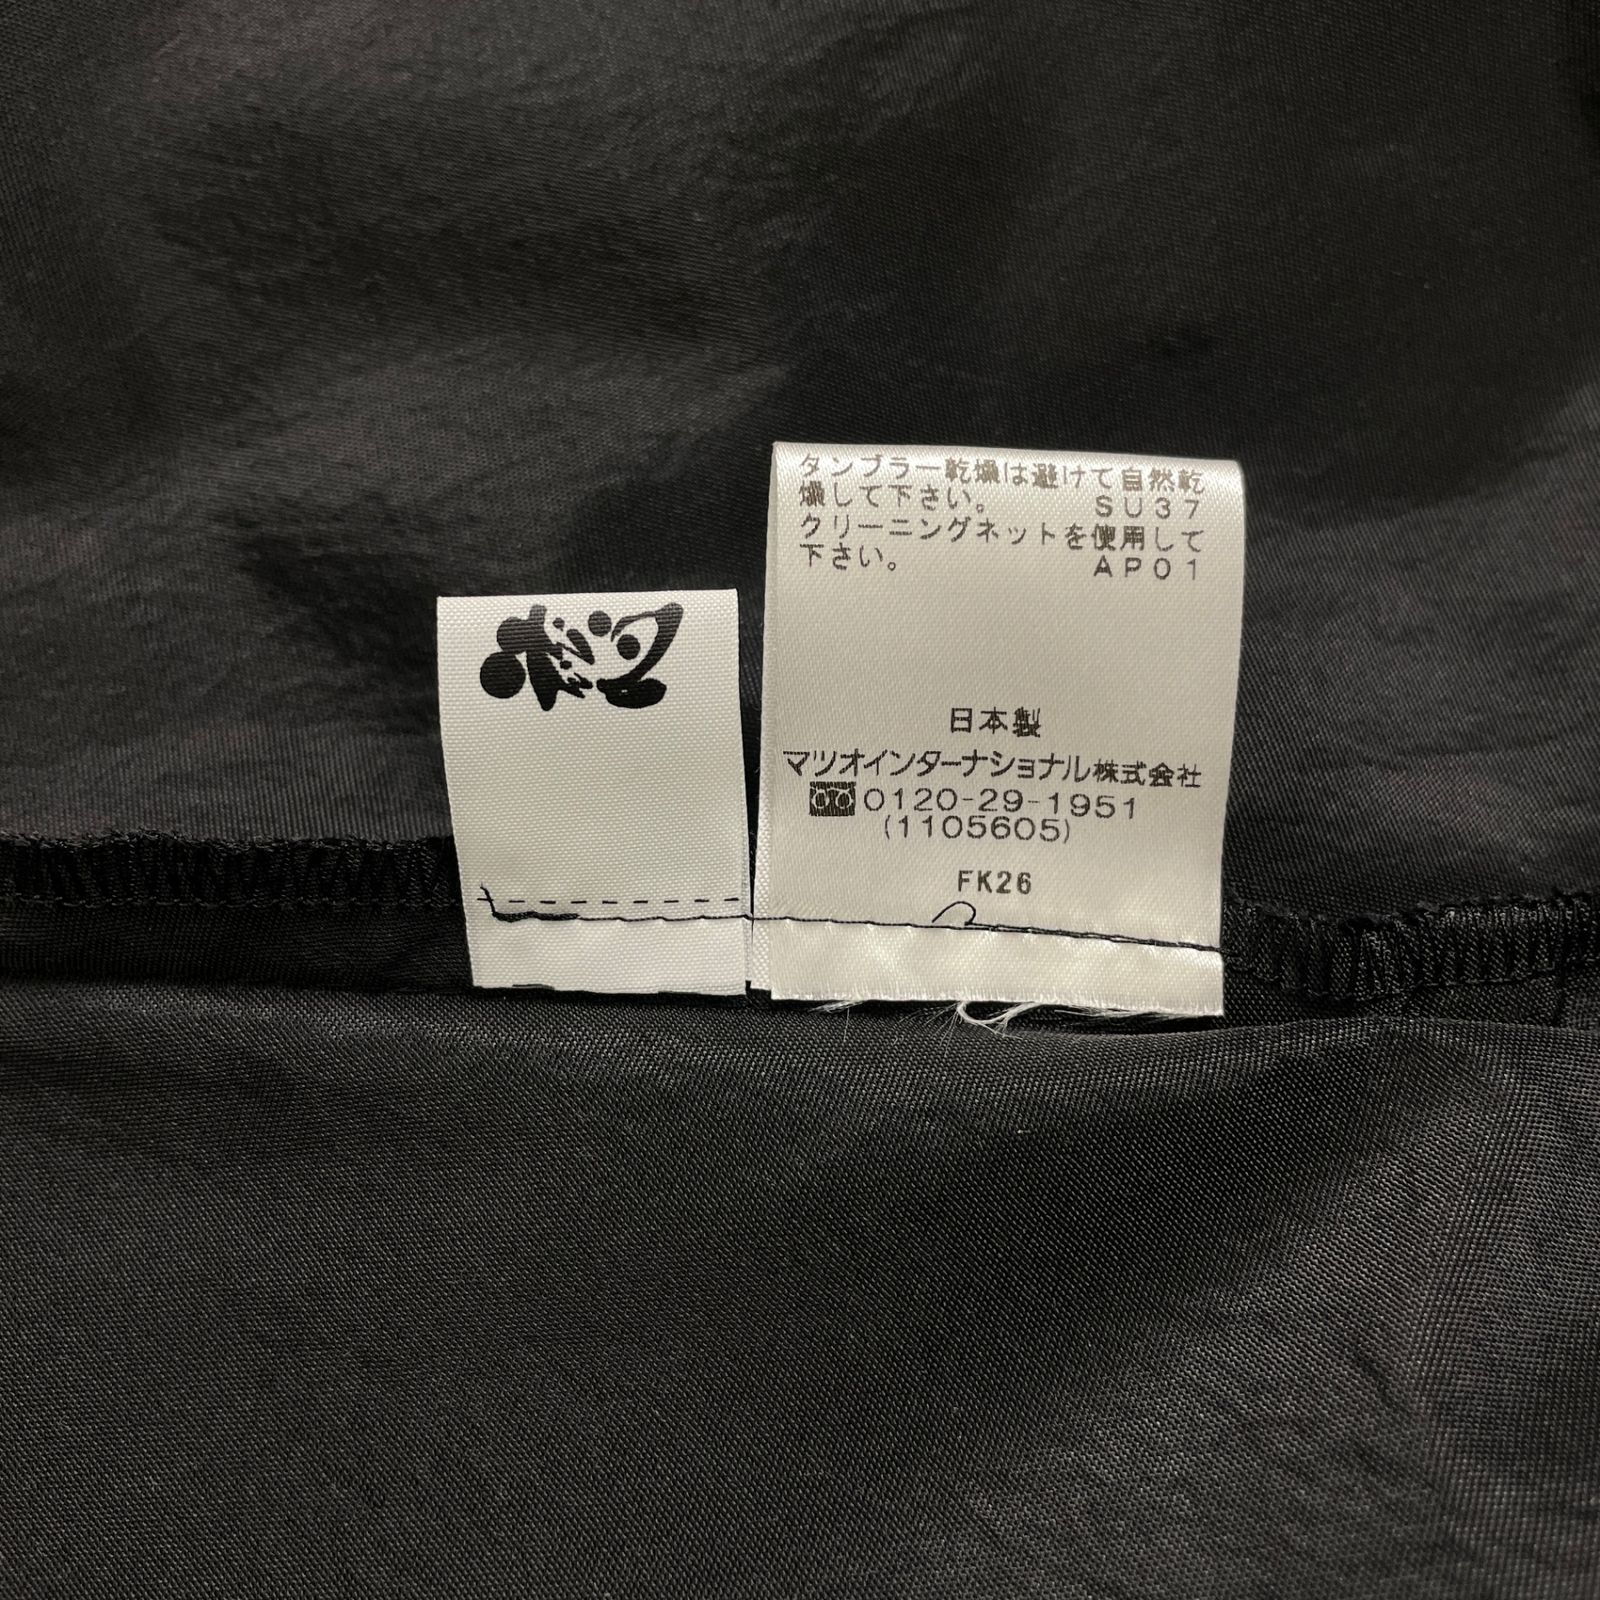 タンブラー乾燥は避けて自然乾
燥して下さい。 SU37
クリーニングネットを使用して
下さい。 AP01
日本製
マツオインターナショナル株式会社
0120-29-1951
(1105605)
FK26